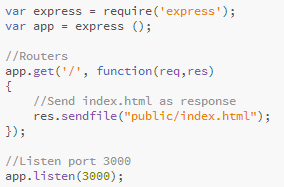 var express = require('express');
var app = express ();

//Routers
app.get('/', function(req,res)
{
    //Send index.html as response
    res.sendfile("public/index.html");
});

//Listen port 3000
app.listen(3000);